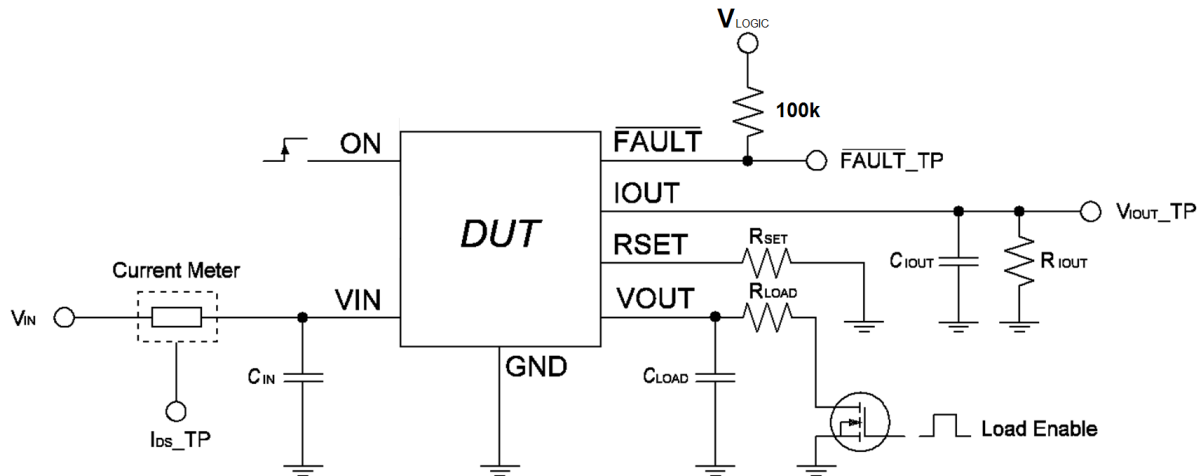 VLOGIC
100k
ON
FAULT
FAULT_TP
IOUT
VIOUT_TP
DUT
RSET
RSET
CIOUT
RIOUT
Current Meter
VIN
VIN
VOUT
RLOAD
GND
CIN
CLOAD
IDS_TP
Load Enable